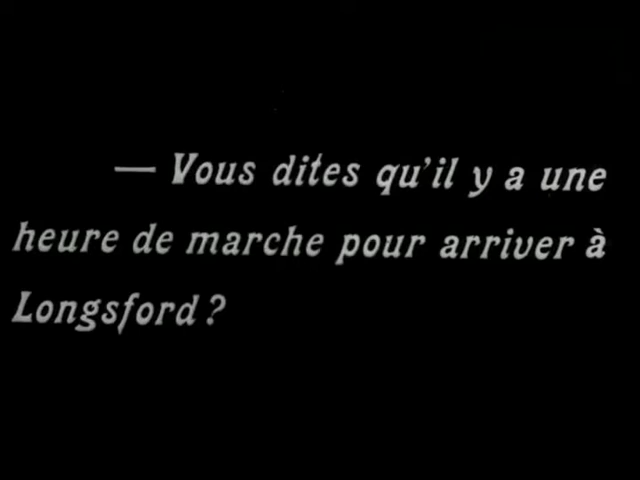 — Vous dites qu'il y a une
heure de marche pour arriver à
Longsford ?